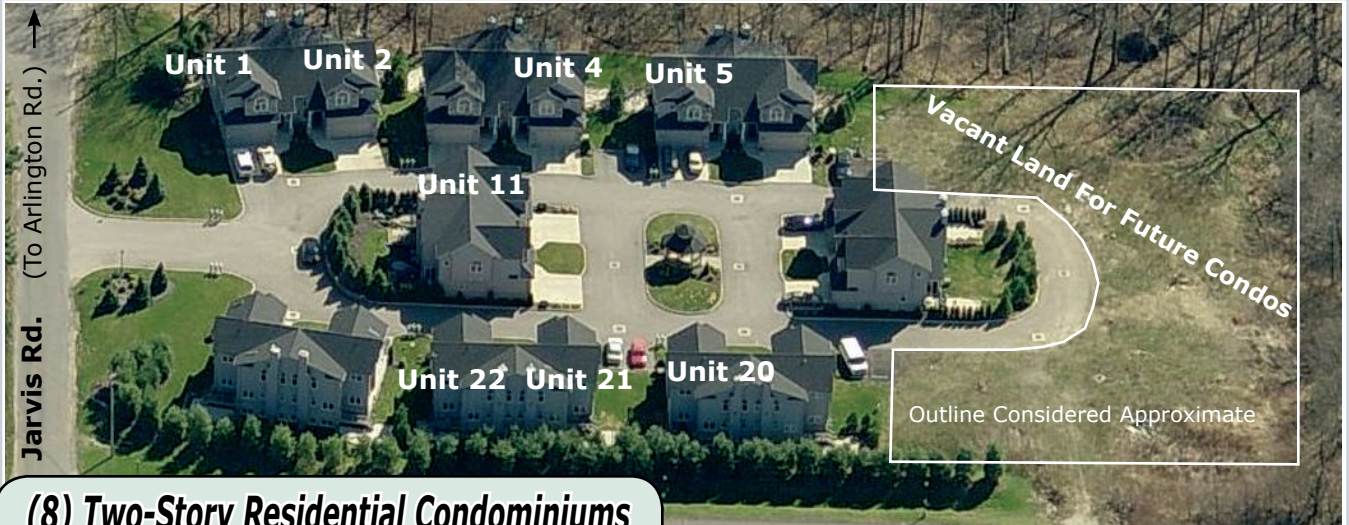 Jarvis Rd. (To Arlington Rd.)
Unit 1
Unit 2
Unit 4
Unit 5
Unit 11
Unit 22
Unit 21
Unit 20
Vacant Land For Future Condos
Outline Considered Approximate
(8) Two-Story Residential Condominiums